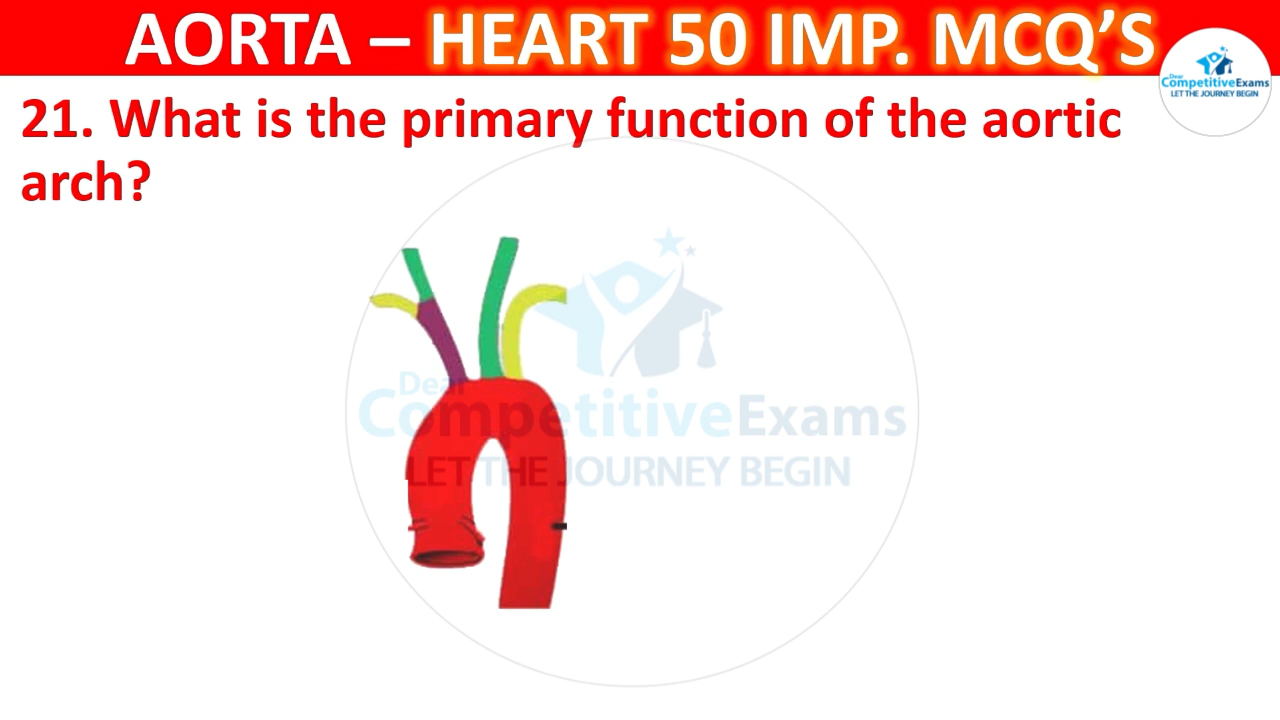 AORTA – HEART 50 IMP. MCQ’S
Dear
CompetitiveExams
LET THE JOURNEY BEGIN
21. What is the primary function of the aortic
arch?
Dear
CompetitiveExams
LET THE JOURNEY BEGIN